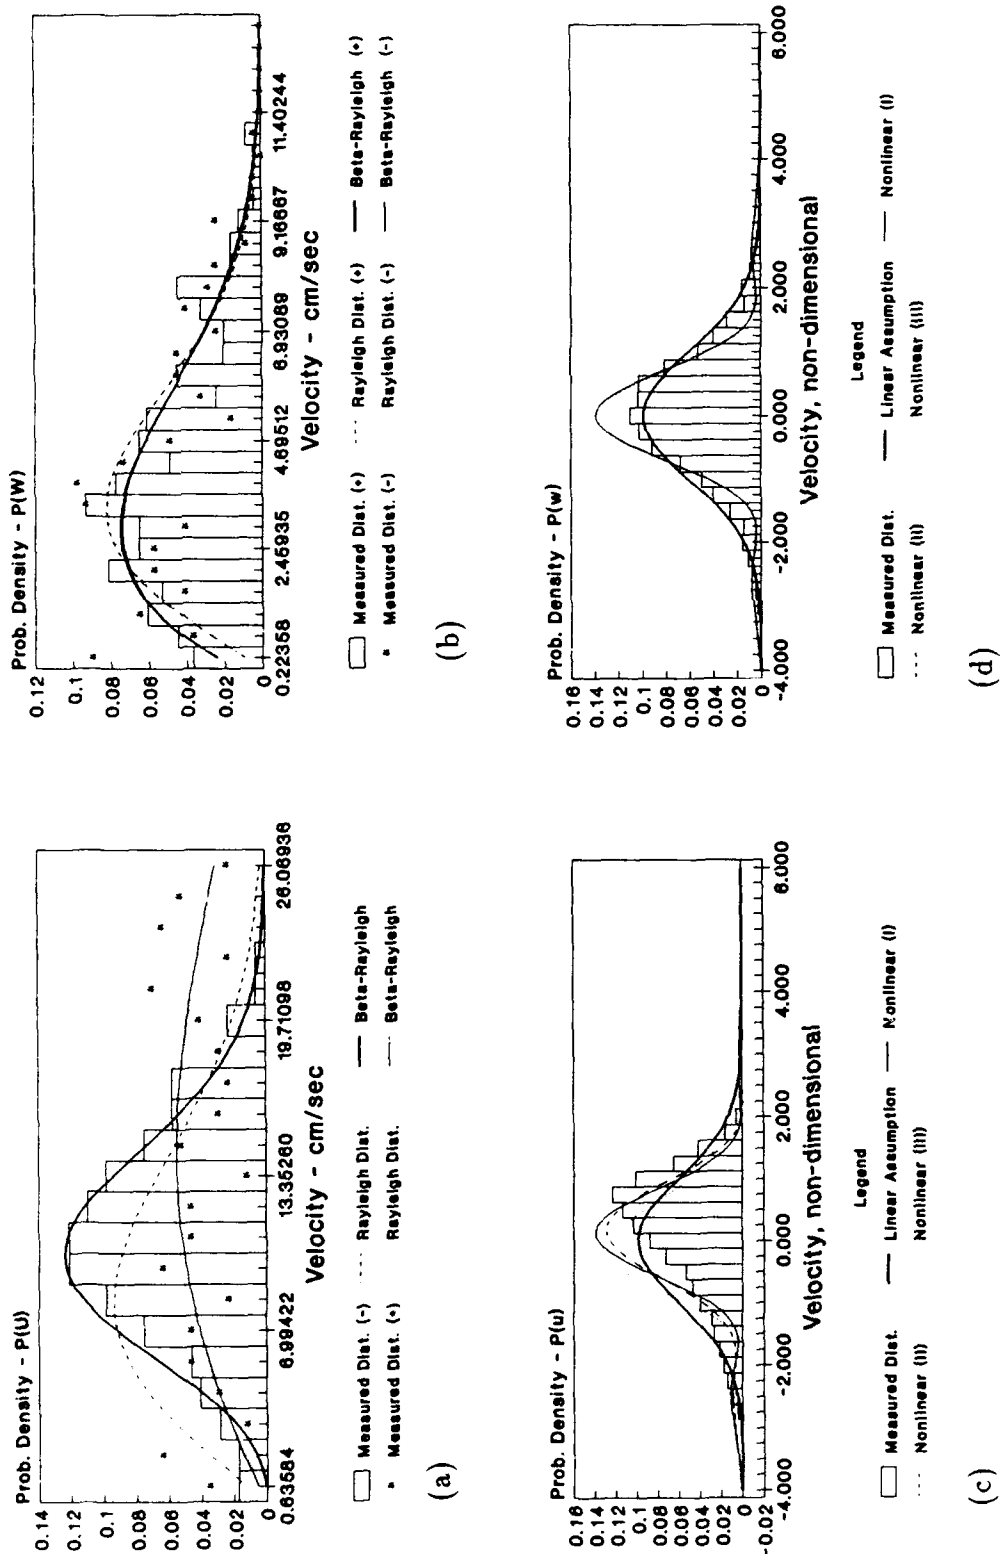 Prob. Density - P(U)
0.14
0.12
0.1
0.08
0.06
0.04
0.02
0
0.63584 6.99422 13.35260 19.71098 26.06936
Velocity - cm/sec
Measured Dist. (-) Rayleigh Dist. Beta-Rayleigh
Measured Dist. (+) Rayleigh Dist. Beta-Rayleigh
(a)
Prob. Density - P(W)
0.12
0.1
0.08
0.06
0.04
0.02
0
0.22358 2.45935 4.69512 6.93089 9.16667 11.40244
Velocity - cm/sec
Measured Dist. (+) Rayleigh Dist. (+) Beta-Rayleigh (+)
Measured Dist. (-) Rayleigh Dist. (-) Beta-Rayleigh (-)
(b)
Prob. Density - P(u)
0.16
0.14
0.12
0.1
0.08
0.06
0.04
0.02
0
-0.02
-4.000 -2.000 0.000 2.000 4.000 6.000
Velocity, non-dimensional
Legend
Measured Dist. Linear Assumption Nonlinear (I)
Nonlinear (II) Nonlinear (III)
(c)
Prob. Density - P(w)
0.16
0.14
0.12
0.1
0.08
0.06
0.04
0.02
0
-4.000 -2.000 0.000 2.000 4.000 6.000
Velocity, non-dimensional
Legend
Measured Dist. Linear Assumption Nonlinear (I)
Nonlinear (II) Nonlinear (III)
(d)